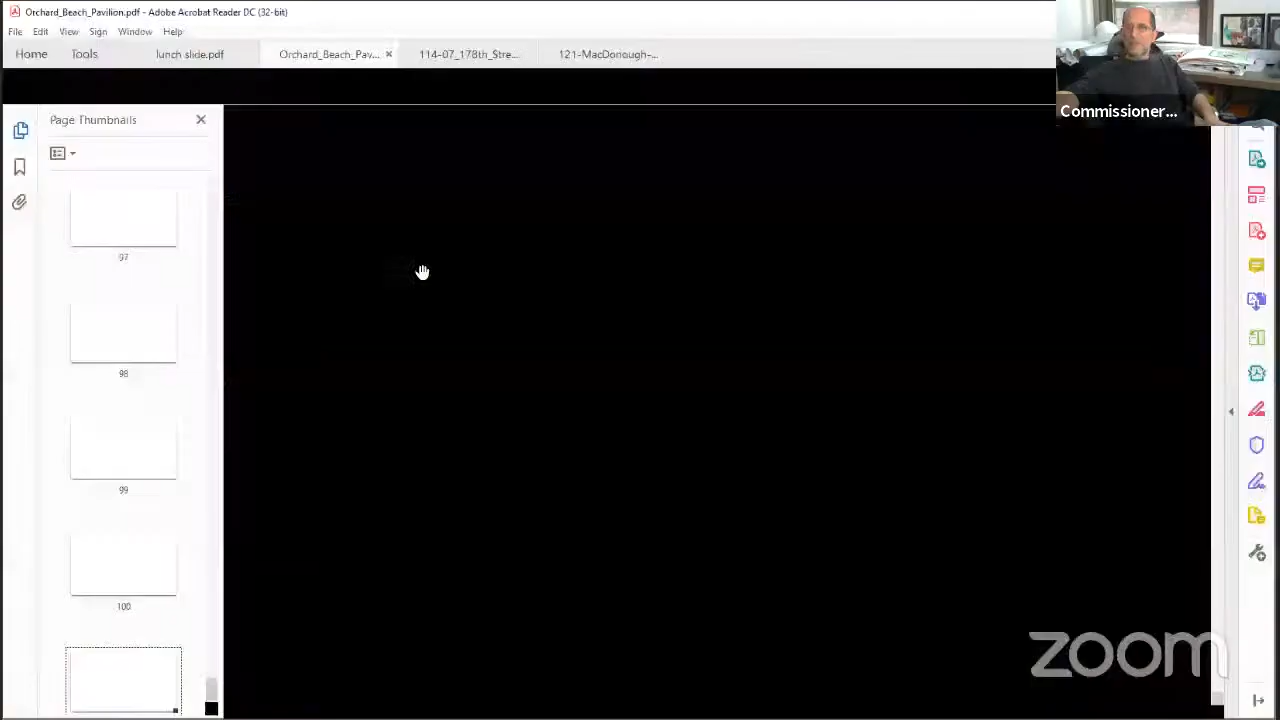 Orchard_Beach_Pavilion.pdf - Adobe Acrobat Reader DC (32-bit)
File Edit View Sign Window Help
Home Tools lunch slide.pdf Orchard_Beach_Pav... × 114-07_178th_Stre... 121-MacDonough-...
Commissioner...
Page Thumbnails
97
98
99
100
zoom